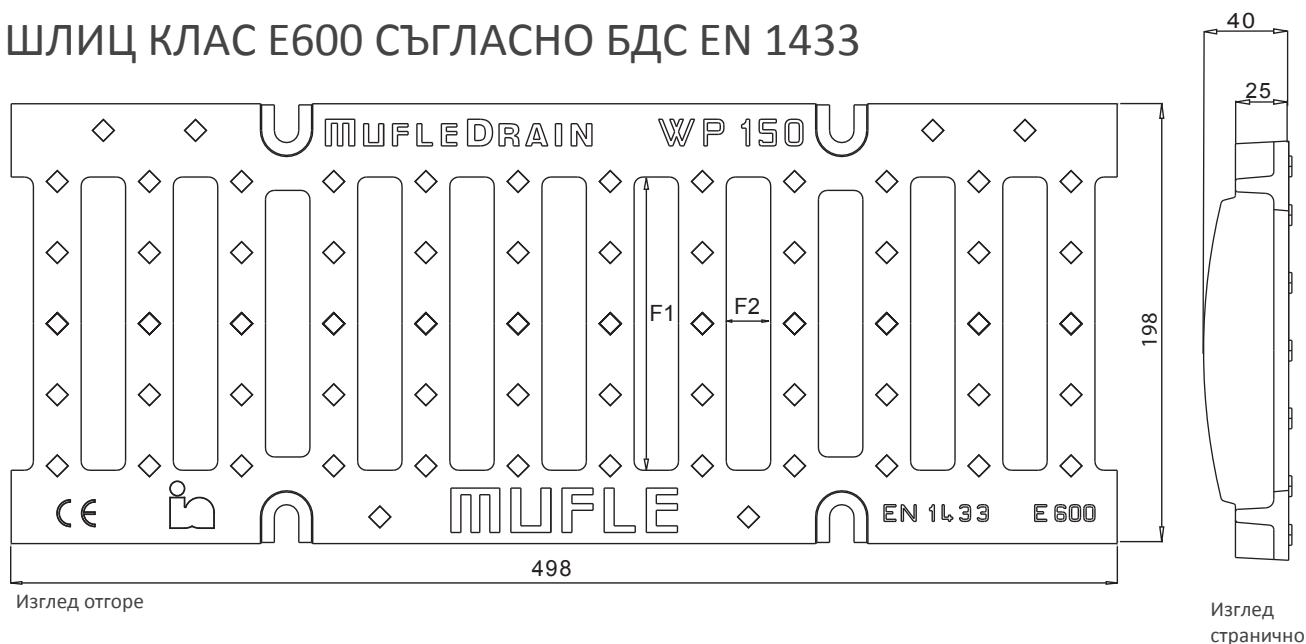 ШЛИЦ КЛАС E600 СЪГЛАСНО БДС EN 1433
40
25
MUFLEDRAIN WP 150
F1
F2
198
CE
MUFLE
EN 1433 E 600
498
Изглед отгоре
Изглед
странично